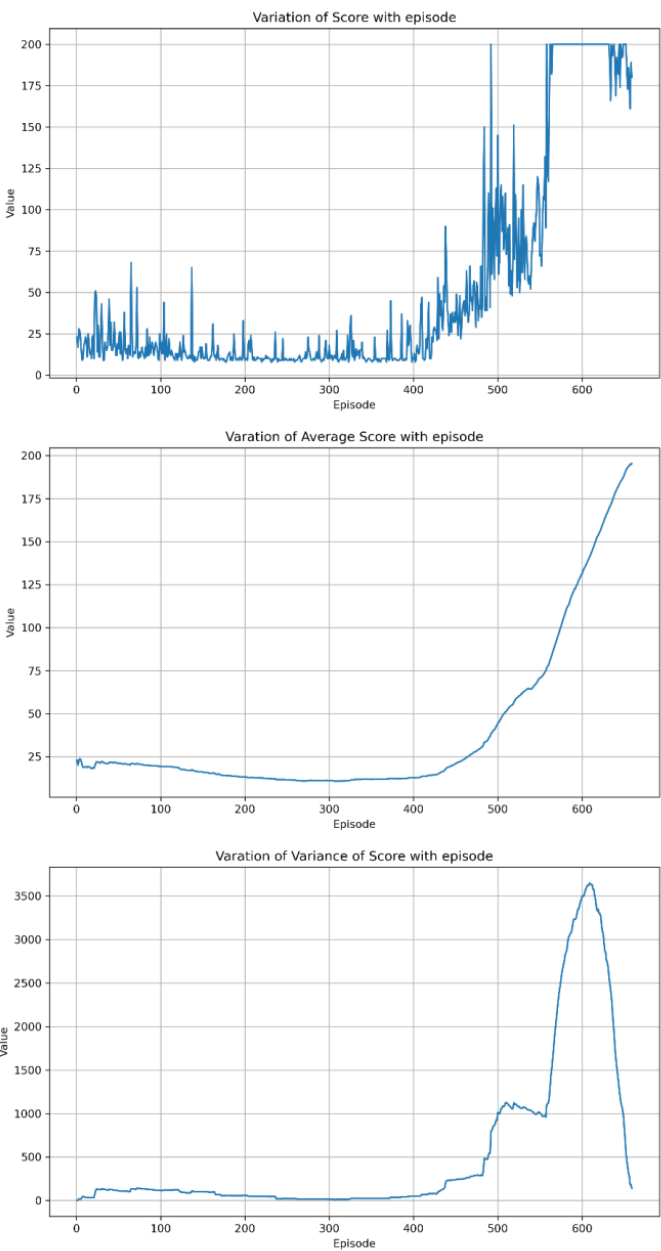 Variation of Score with episode
200
175
150
125
100
75
50
25
0
Value
0 100 200 300 400 500 600
Episode
Varation of Average Score with episode
200
175
150
125
100
75
50
25
Value
0 100 200 300 400 500 600
Episode
Varation of Variance of Score with episode
3500
3000
2500
2000
1500
1000
500
0
Value
0 100 200 300 400 500 600
Episode